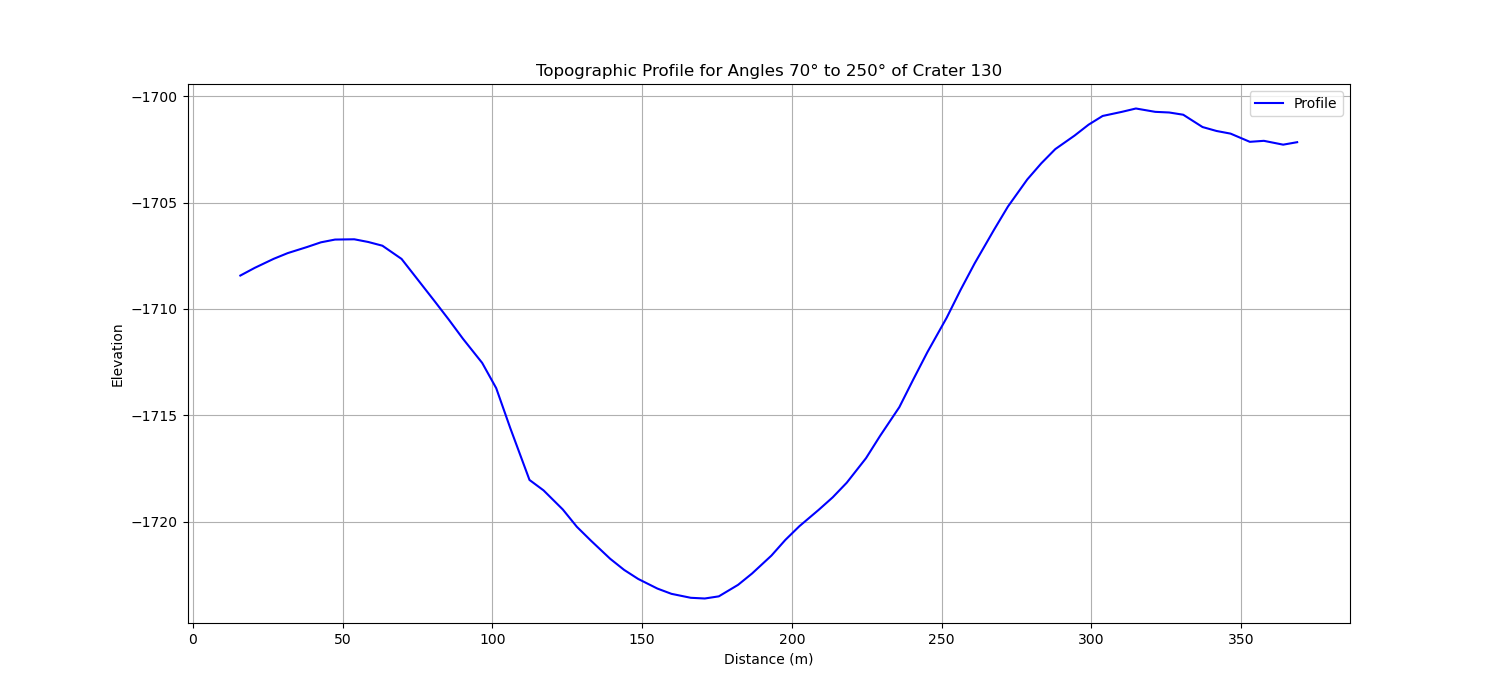 Topographic Profile for Angles 70° to 250° of Crater 130
Profile
−1700
−1705
−1710
−1715
−1720
Elevation
0 50 100 150 200 250 300 350
Distance (m)